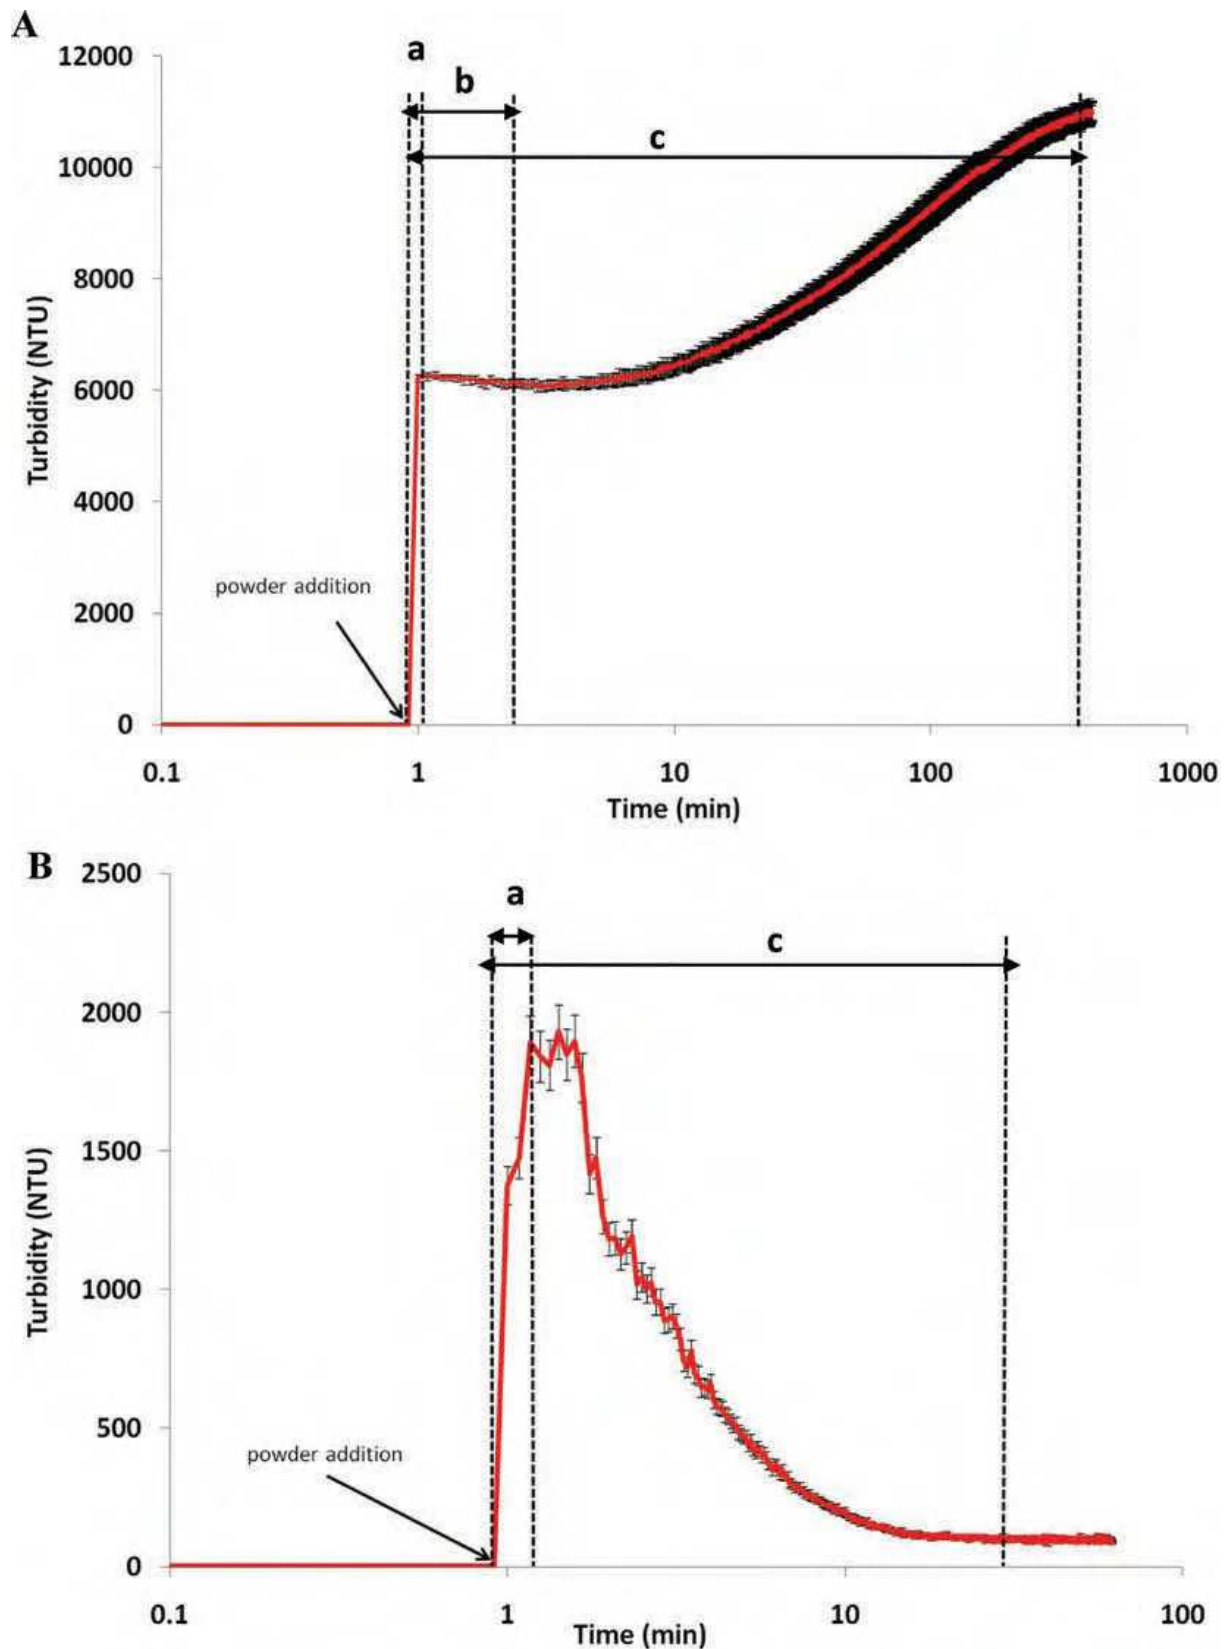 A
a
12000
b
c
10000
8000
Turbidity (NTU)
6000
4000
powder addition
2000
0
0.1 1 10 100 1000
Time (min)
B
2500
a
c
2000
1500
Turbidity (NTU)
1000
500
powder addition
0
0.1 1 10 100
Time (min)